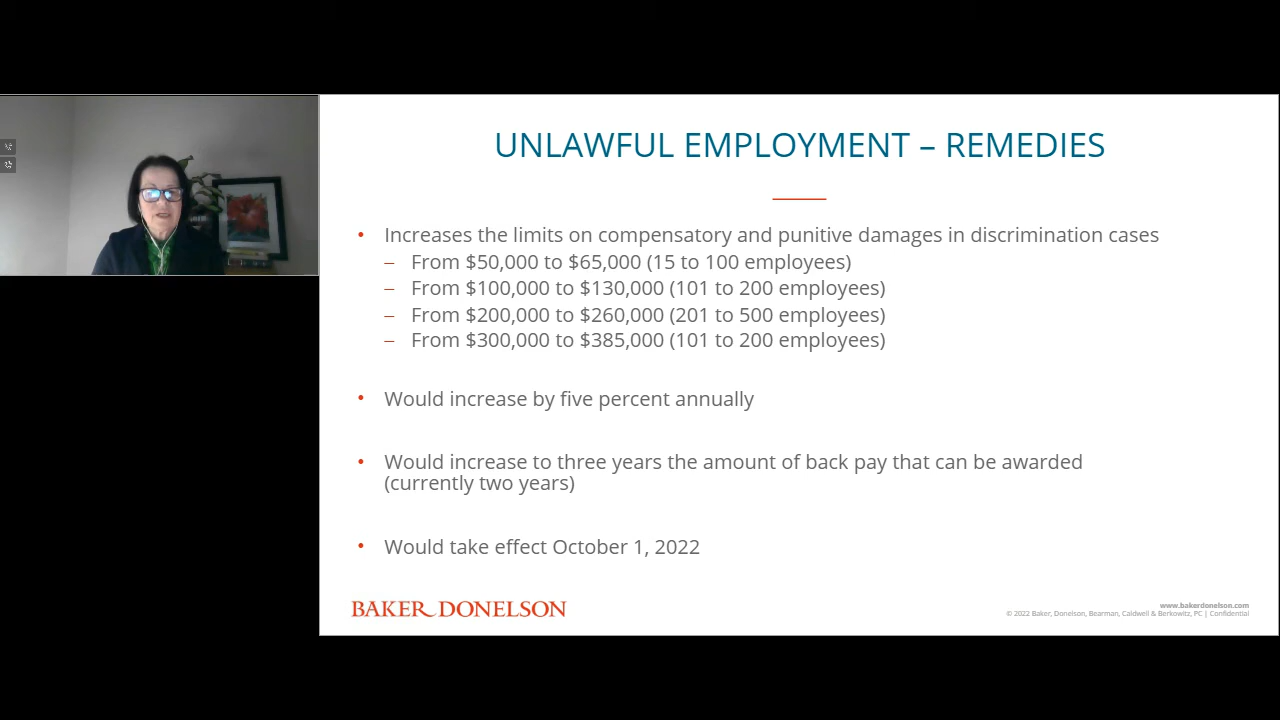 UNLAWFUL EMPLOYMENT – REMEDIES
• Increases the limits on compensatory and punitive damages in discrimination cases
– From $50,000 to $65,000 (15 to 100 employees)
– From $100,000 to $130,000 (101 to 200 employees)
– From $200,000 to $260,000 (201 to 500 employees)
– From $300,000 to $385,000 (101 to 200 employees)
• Would increase by five percent annually
• Would increase to three years the amount of back pay that can be awarded
(currently two years)
• Would take effect October 1, 2022
BAKER DONELSON
www.bakerdonelson.com
© 2022 Baker, Donelson, Bearman, Caldwell & Berkowitz, PC | Confidential